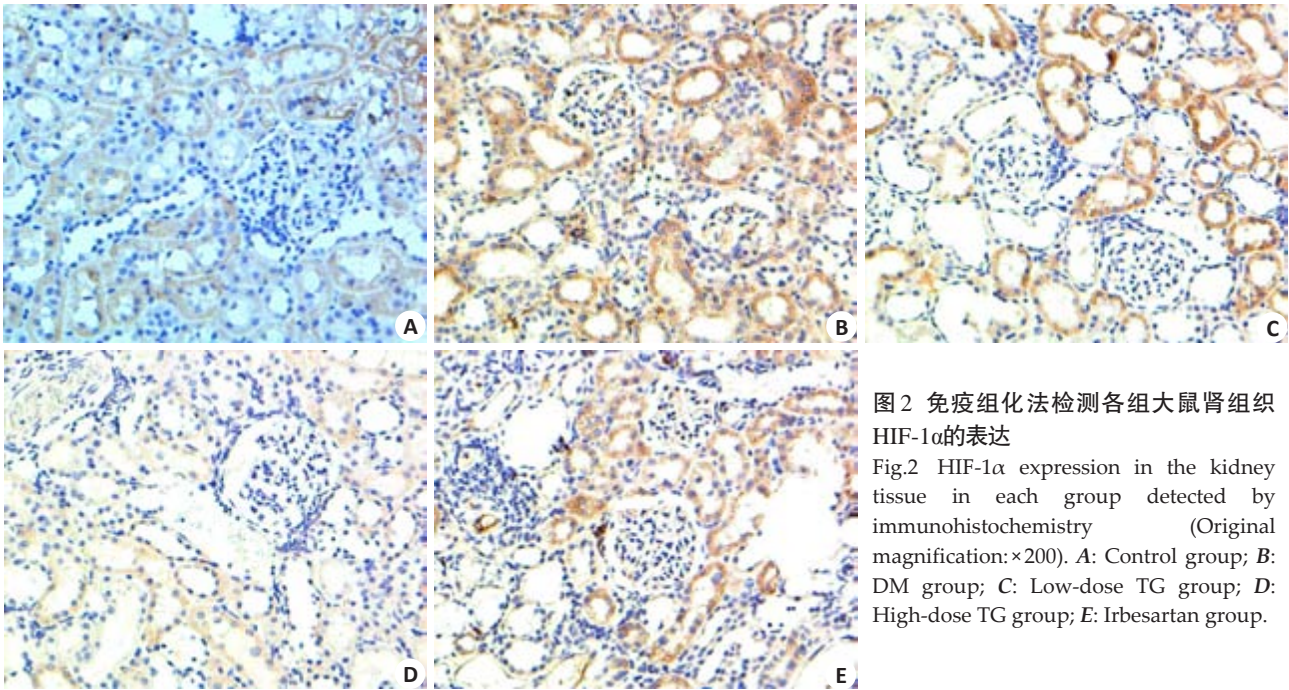 A
B
C
D
E
图2 免疫组化法检测各组大鼠肾组织
HIF-1α的表达
Fig.2 HIF-1α expression in the kidney
tissue in each group detected by
immunohistochemistry (Original
magnification:×200). A: Control group; B:
DM group; C: Low-dose TG group; D:
High-dose TG group; E: Irbesartan group.